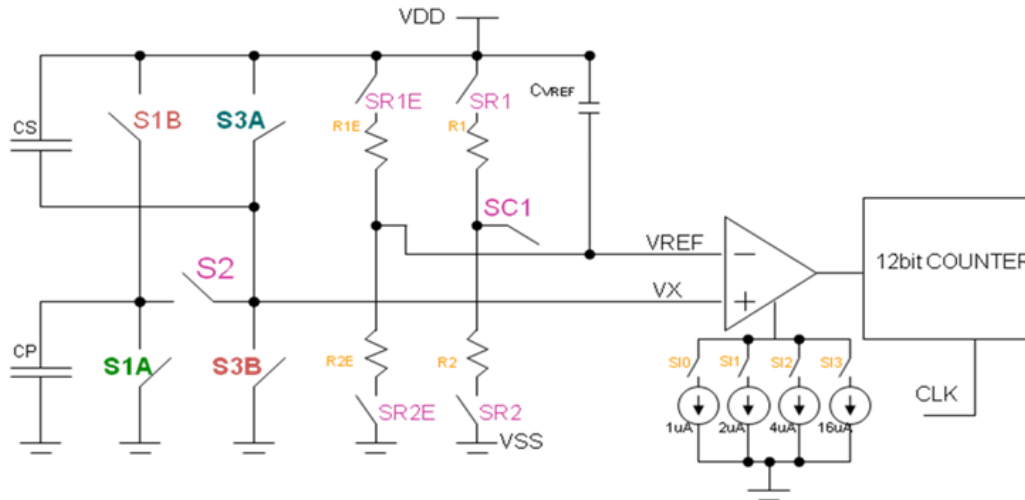 VDD
CS
S1B
S3A
SR1E
SR1
CVREF
R1E
R1
SC1
VREF
12bit COUNTER
S2
VX
CP
S1A
S3B
R2E
R2
SI0
SI1
SI2
SI3
SR2E
SR2
CLK
1uA
2uA
4uA
16uA
VSS